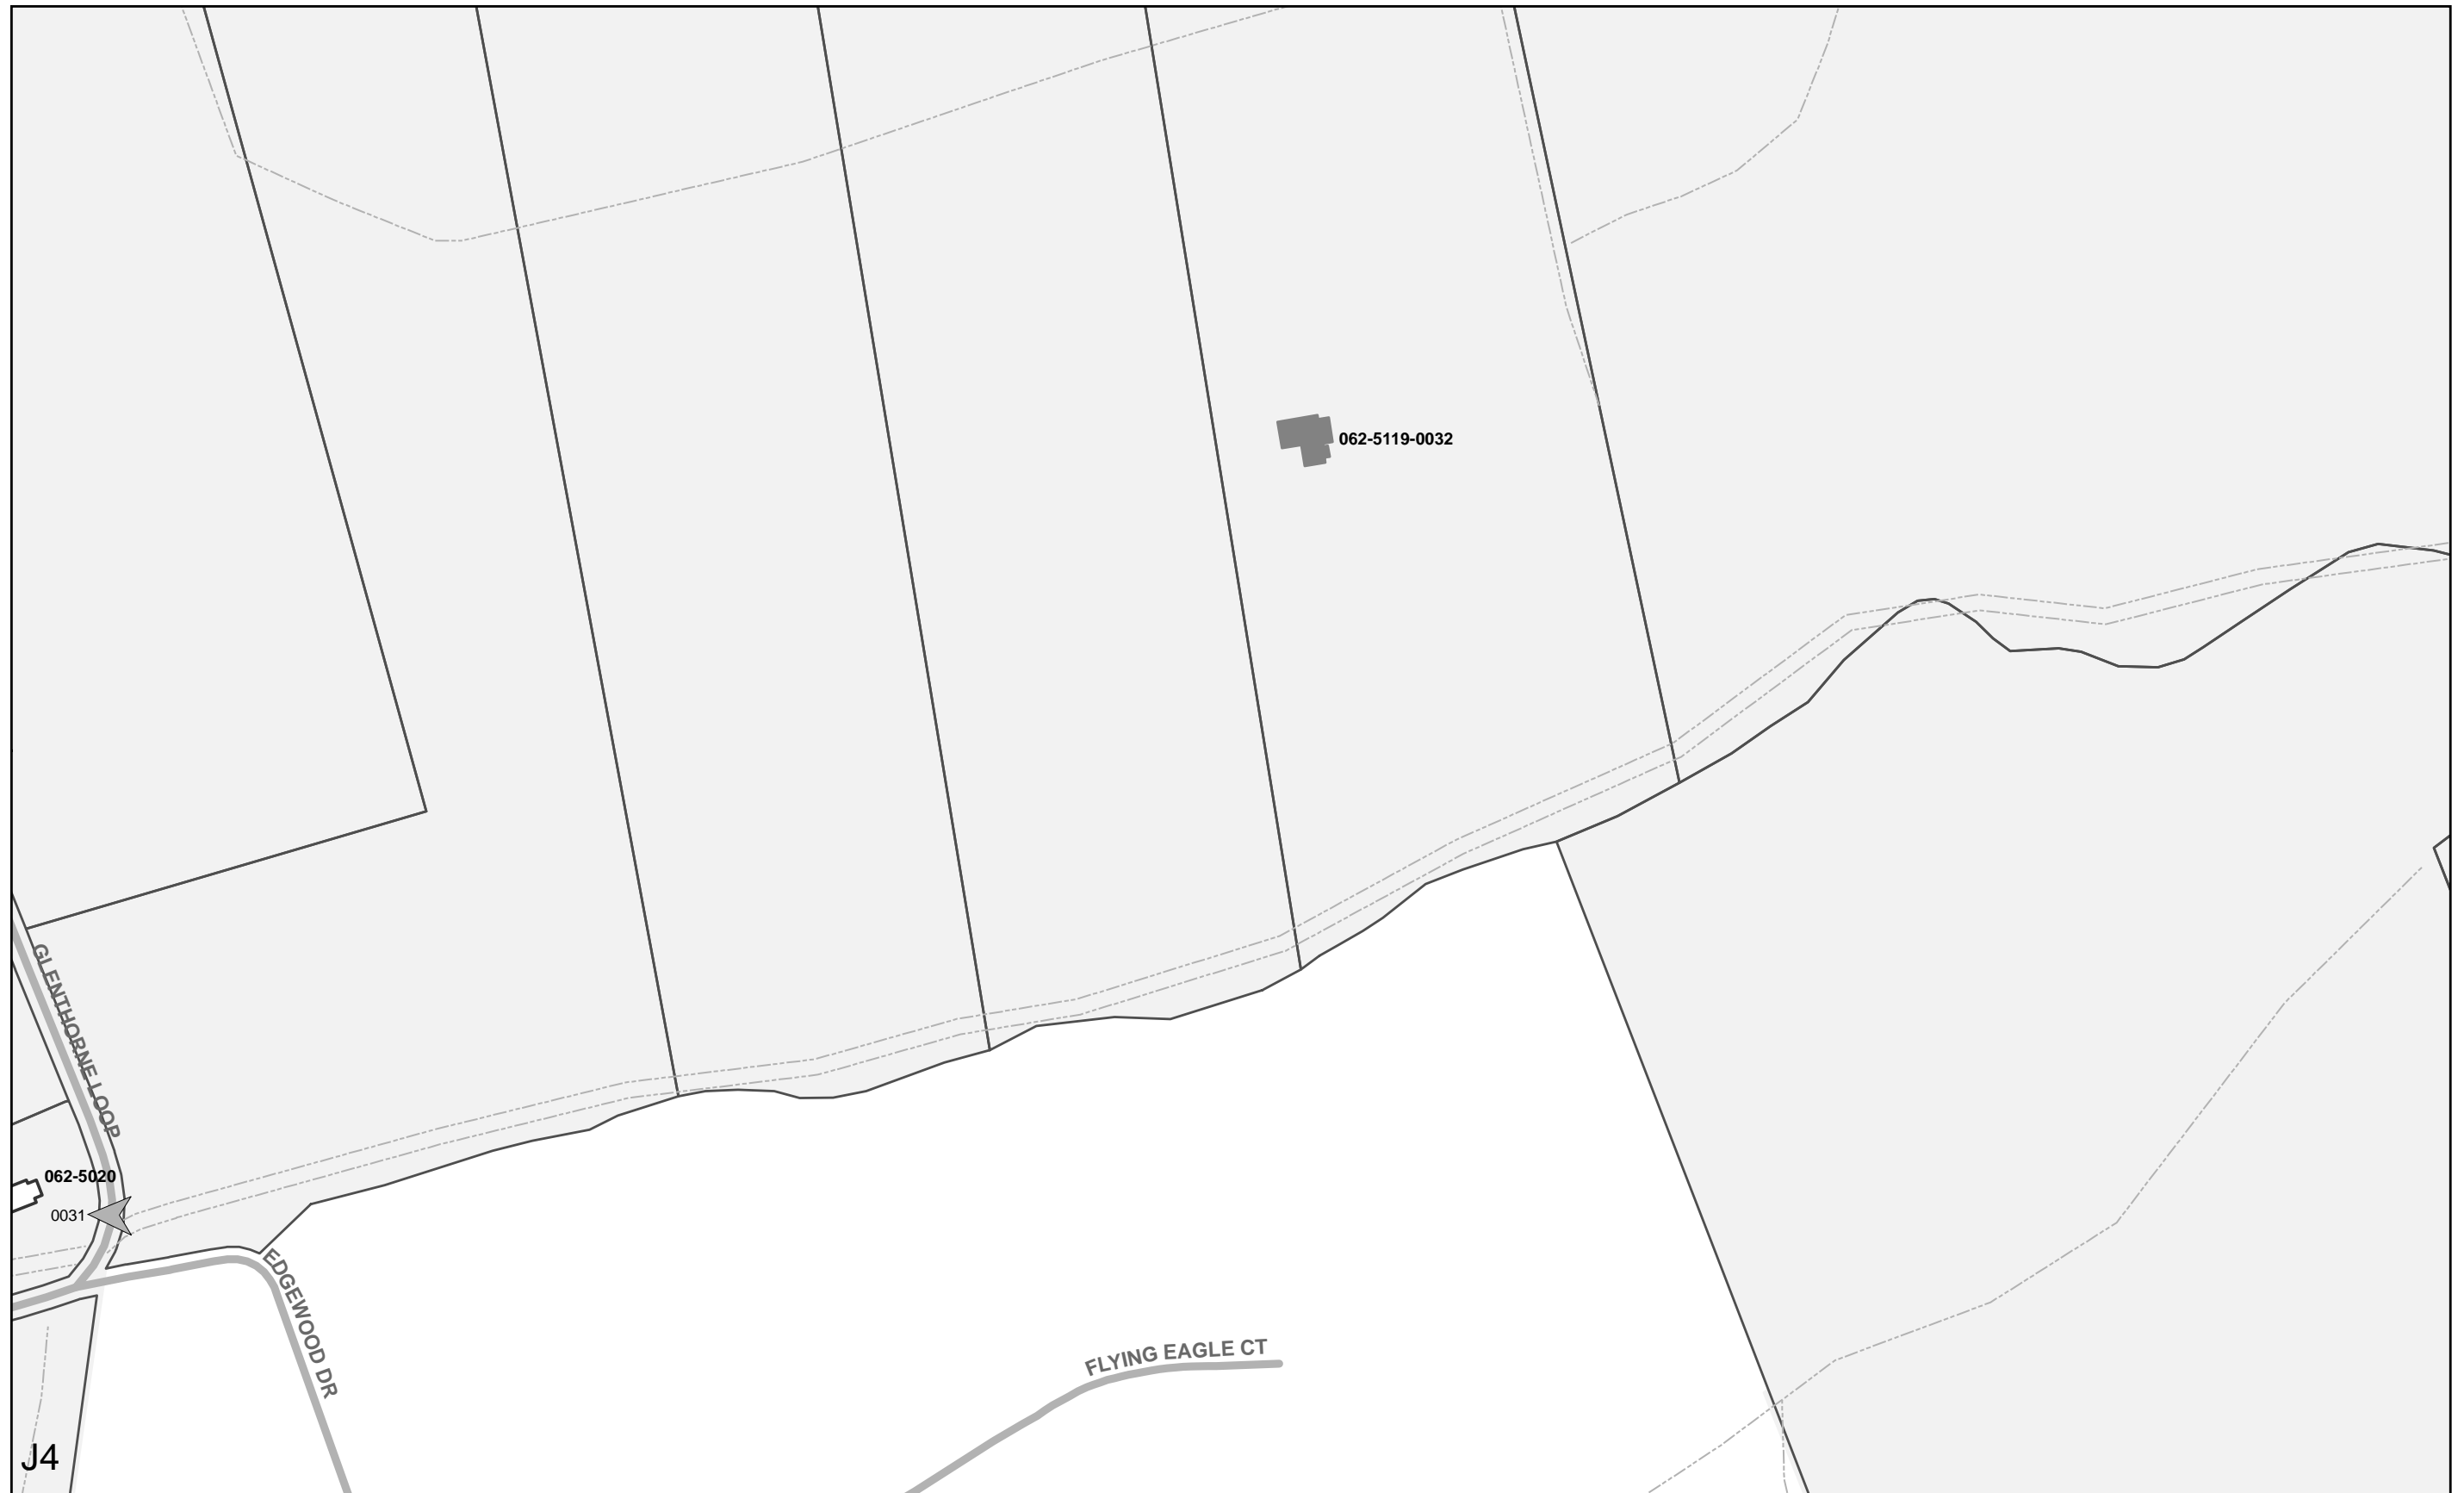 062-5119-0032
GLENTHORNE LOOP
062-5020
0031
EDGEWOOD DR
FLYING EAGLE CT
J4